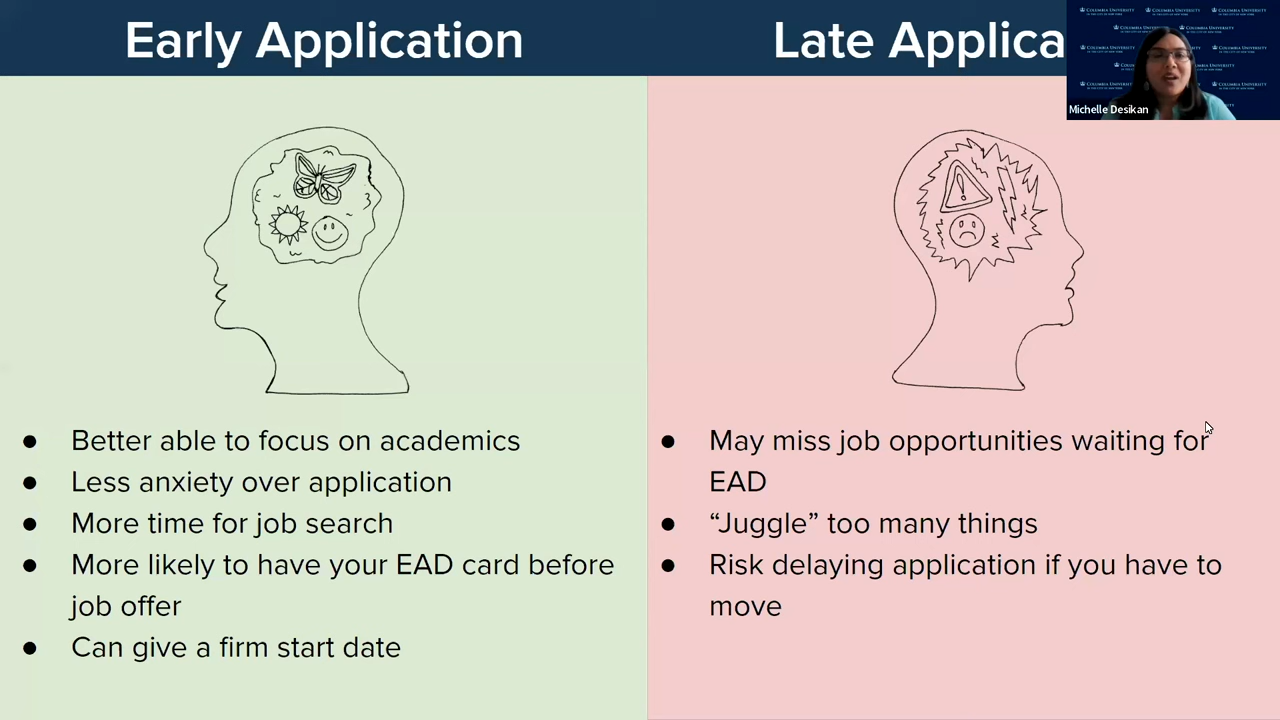 Early Application
Late Applica
COLUMBIA UNIVERSITY
Michelle Desikan
● Better able to focus on academics
● Less anxiety over application
● More time for job search
● More likely to have your EAD card before
job offer
● Can give a firm start date
● May miss job opportunities waiting for
EAD
● “Juggle” too many things
● Risk delaying application if you have to
move